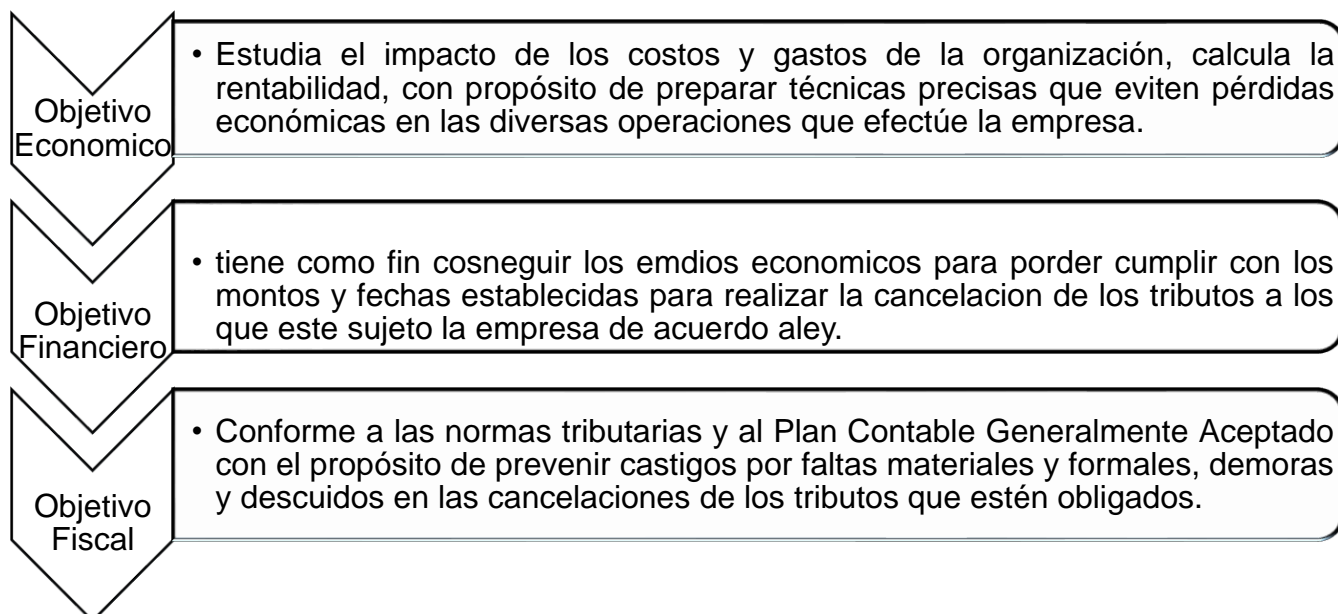 Objetivo
Economico
• Estudia el impacto de los costos y gastos de la organización, calcula la
rentabilidad, con propósito de preparar técnicas precisas que eviten pérdidas
económicas en las diversas operaciones que efectúe la empresa.
Objetivo
Financiero
• tiene como fin cosneguir los emdios economicos para porder cumplir con los
montos y fechas establecidas para realizar la cancelacion de los tributos a los
que este sujeto la empresa de acuerdo aley.
Objetivo
Fiscal
• Conforme a las normas tributarias y al Plan Contable Generalmente Aceptado
con el propósito de prevenir castigos por faltas materiales y formales, demoras
y descuidos en las cancelaciones de los tributos que estén obligados.